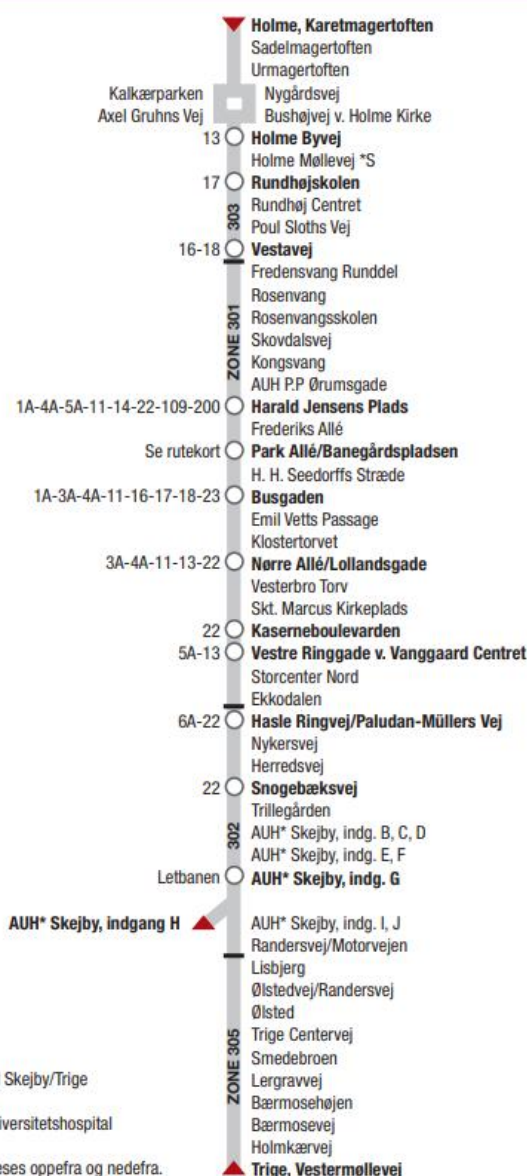 Holme, Karetmagertoften
Sadelmagertoften
Urmagertoften
Kalkærparken Nygårdsvej
Axel Gruhns Vej Bushøjvej v. Holme Kirke
13 Holme Byvej
Holme Møllevej *S
17 Rundhøjskolen
Rundhøj Centret
303
Poul Sloths Vej
16-18 Vestavej
Fredensvang Runddel
Rosenvang
Rosenvangsskolen
ZONE 301
Skovdalsvej
Kongsvang
AUH P.P Ørumsgade
1A-4A-5A-11-14-22-109-200 Harald Jensens Plads
Frederiks Allé
Se rutekort Park Allé/Banegårdspladsen
H. H. Seedorffs Stræde
1A-3A-4A-11-16-17-18-23 Busgaden
Emil Vetts Passage
Klostertorvet
3A-4A-11-13-22 Nørre Allé/Lollandsgade
Vesterbro Torv
Skt. Marcus Kirkeplads
22 Kaserneboulevarden
5A-13 Vestre Ringgade v. Vanggaard Centret
Storcenter Nord
Ekkodalen
6A-22 Hasle Ringvej/Paludan-Müllers Vej
Nykersvej
Herredsvej
22 Snogebæksvej
Trillegården
302
AUH* Skejby, indg. B, C, D
AUH* Skejby, indg. E, F
Letbanen AUH* Skejby, indg. G
AUH* Skejby, indgang H AUH* Skejby, indg. I, J
Randersvej/Motorvejen
Lisbjerg
Ølstedvej/Randersvej
Ølsted
Trige Centervej
ZONE 305
Smedebroen
Skejby/Trige Lergravvej
Bærmosehøjen
iversitetshospital Bærmosevej
Holmkærvej
eses oppefra og nedefra. Trige, Vestermøllevej